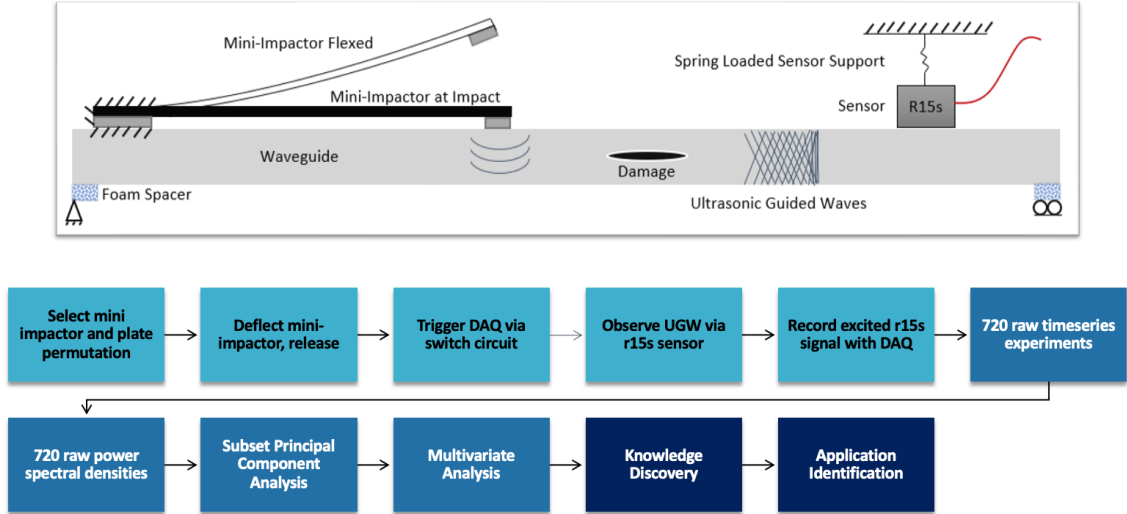 Mini-Impactor Flexed
Spring Loaded Sensor Support
Mini-Impactor at Impact
Sensor
R15s
Waveguide
Damage
Foam Spacer
Ultrasonic Guided Waves
Select mini
impactor and plate
permutation
Deflect mini-
impactor, release
Trigger DAQ via
switch circuit
Observe UGW via
r15s sensor
Record excited r15s
signal with DAQ
720 raw timeseries
experiments
720 raw power
spectral densities
Subset Principal
Component
Analysis
Multivariate
Analysis
Knowledge
Discovery
Application
Identification